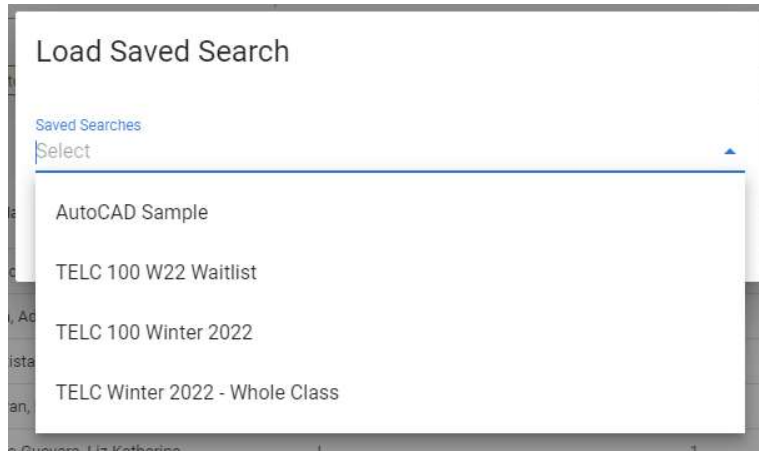 Load Saved Search
Saved Searches
Select
AutoCAD Sample
TELC 100 W22 Waitlist
TELC 100 Winter 2022
TELC Winter 2022 - Whole Class